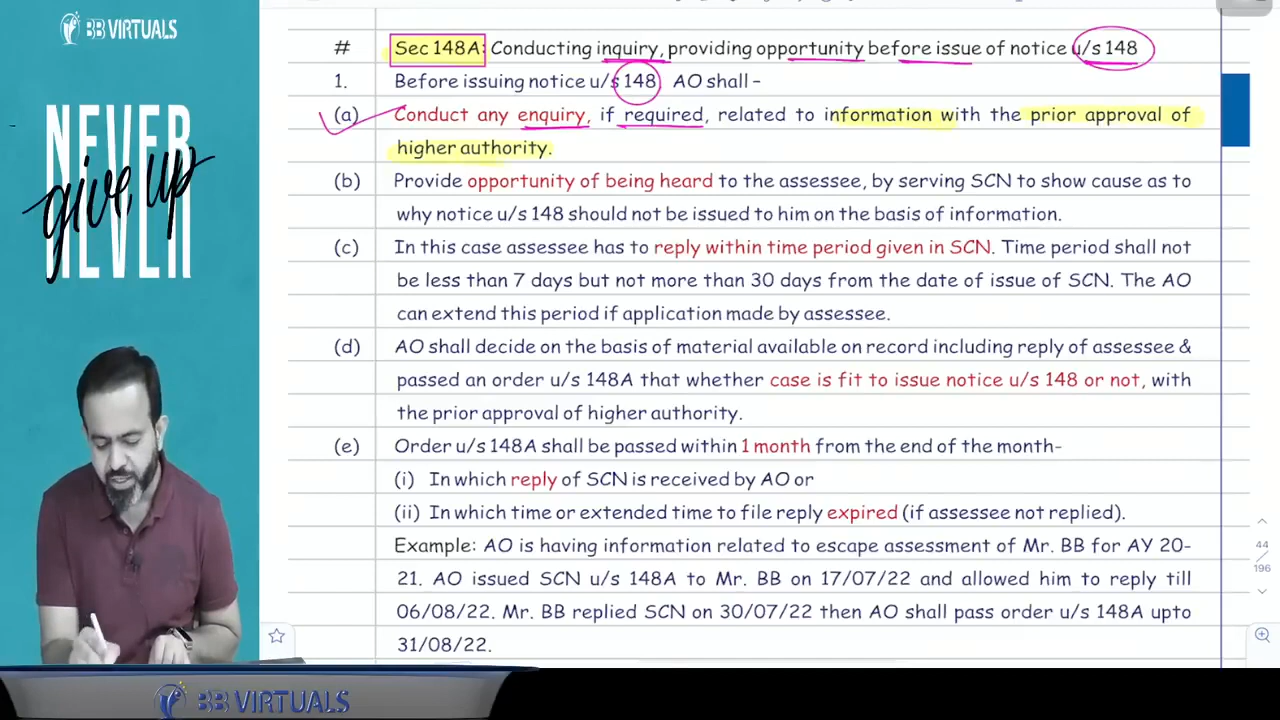 BB VIRTUALS
NEVER
give up
NEVER
# Sec 148A: Conducting inquiry, providing opportunity before issue of notice u/s 148
1. Before issuing notice u/s 148, AO shall –
(a) Conduct any enquiry, if required, related to information with the prior approval of
higher authority.
(b) Provide opportunity of being heard to the assessee, by serving SCN to show cause as to
why notice u/s 148 should not be issued to him on the basis of information.
(c) In this case assessee has to reply within time period given in SCN. Time period shall not
be less than 7 days but not more than 30 days from the date of issue of SCN. The AO
can extend this period if application made by assessee.
(d) AO shall decide on the basis of material available on record including reply of assessee &
passed an order u/s 148A that whether case is fit to issue notice u/s 148 or not, with
the prior approval of higher authority.
(e) Order u/s 148A shall be passed within 1 month from the end of the month-
(i) In which reply of SCN is received by AO or
(ii) In which time or extended time to file reply expired (if assessee not replied).
Example: AO is having information related to escape assessment of Mr. BB for AY 20-
21. AO issued SCN u/s 148A to Mr. BB on 17/07/22 and allowed him to reply till
06/08/22. Mr. BB replied SCN on 30/07/22 then AO shall pass order u/s 148A upto
31/08/22.
44
196
BB VIRTUALS